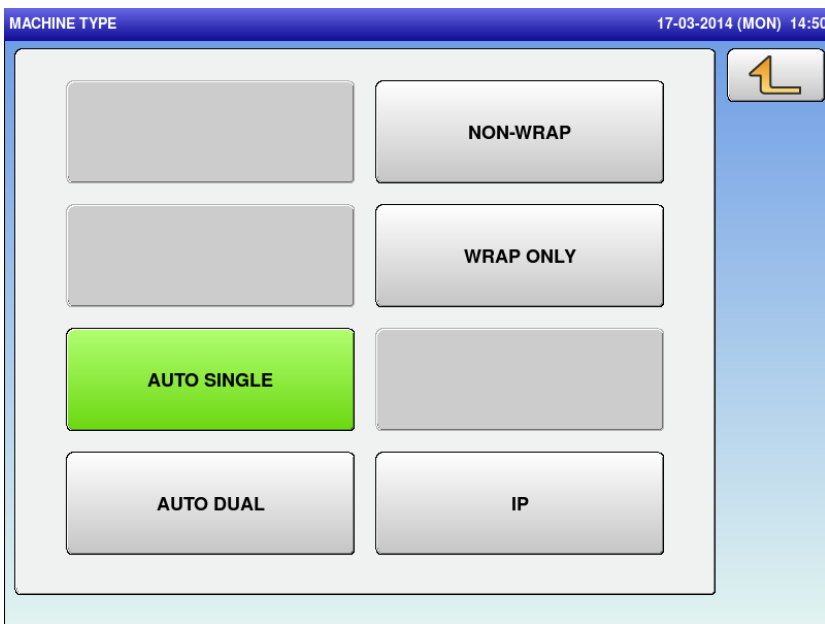 MACHINE TYPE 17-03-2014 (MON) 14:50
NON-WRAP
WRAP ONLY
AUTO SINGLE
AUTO DUAL IP